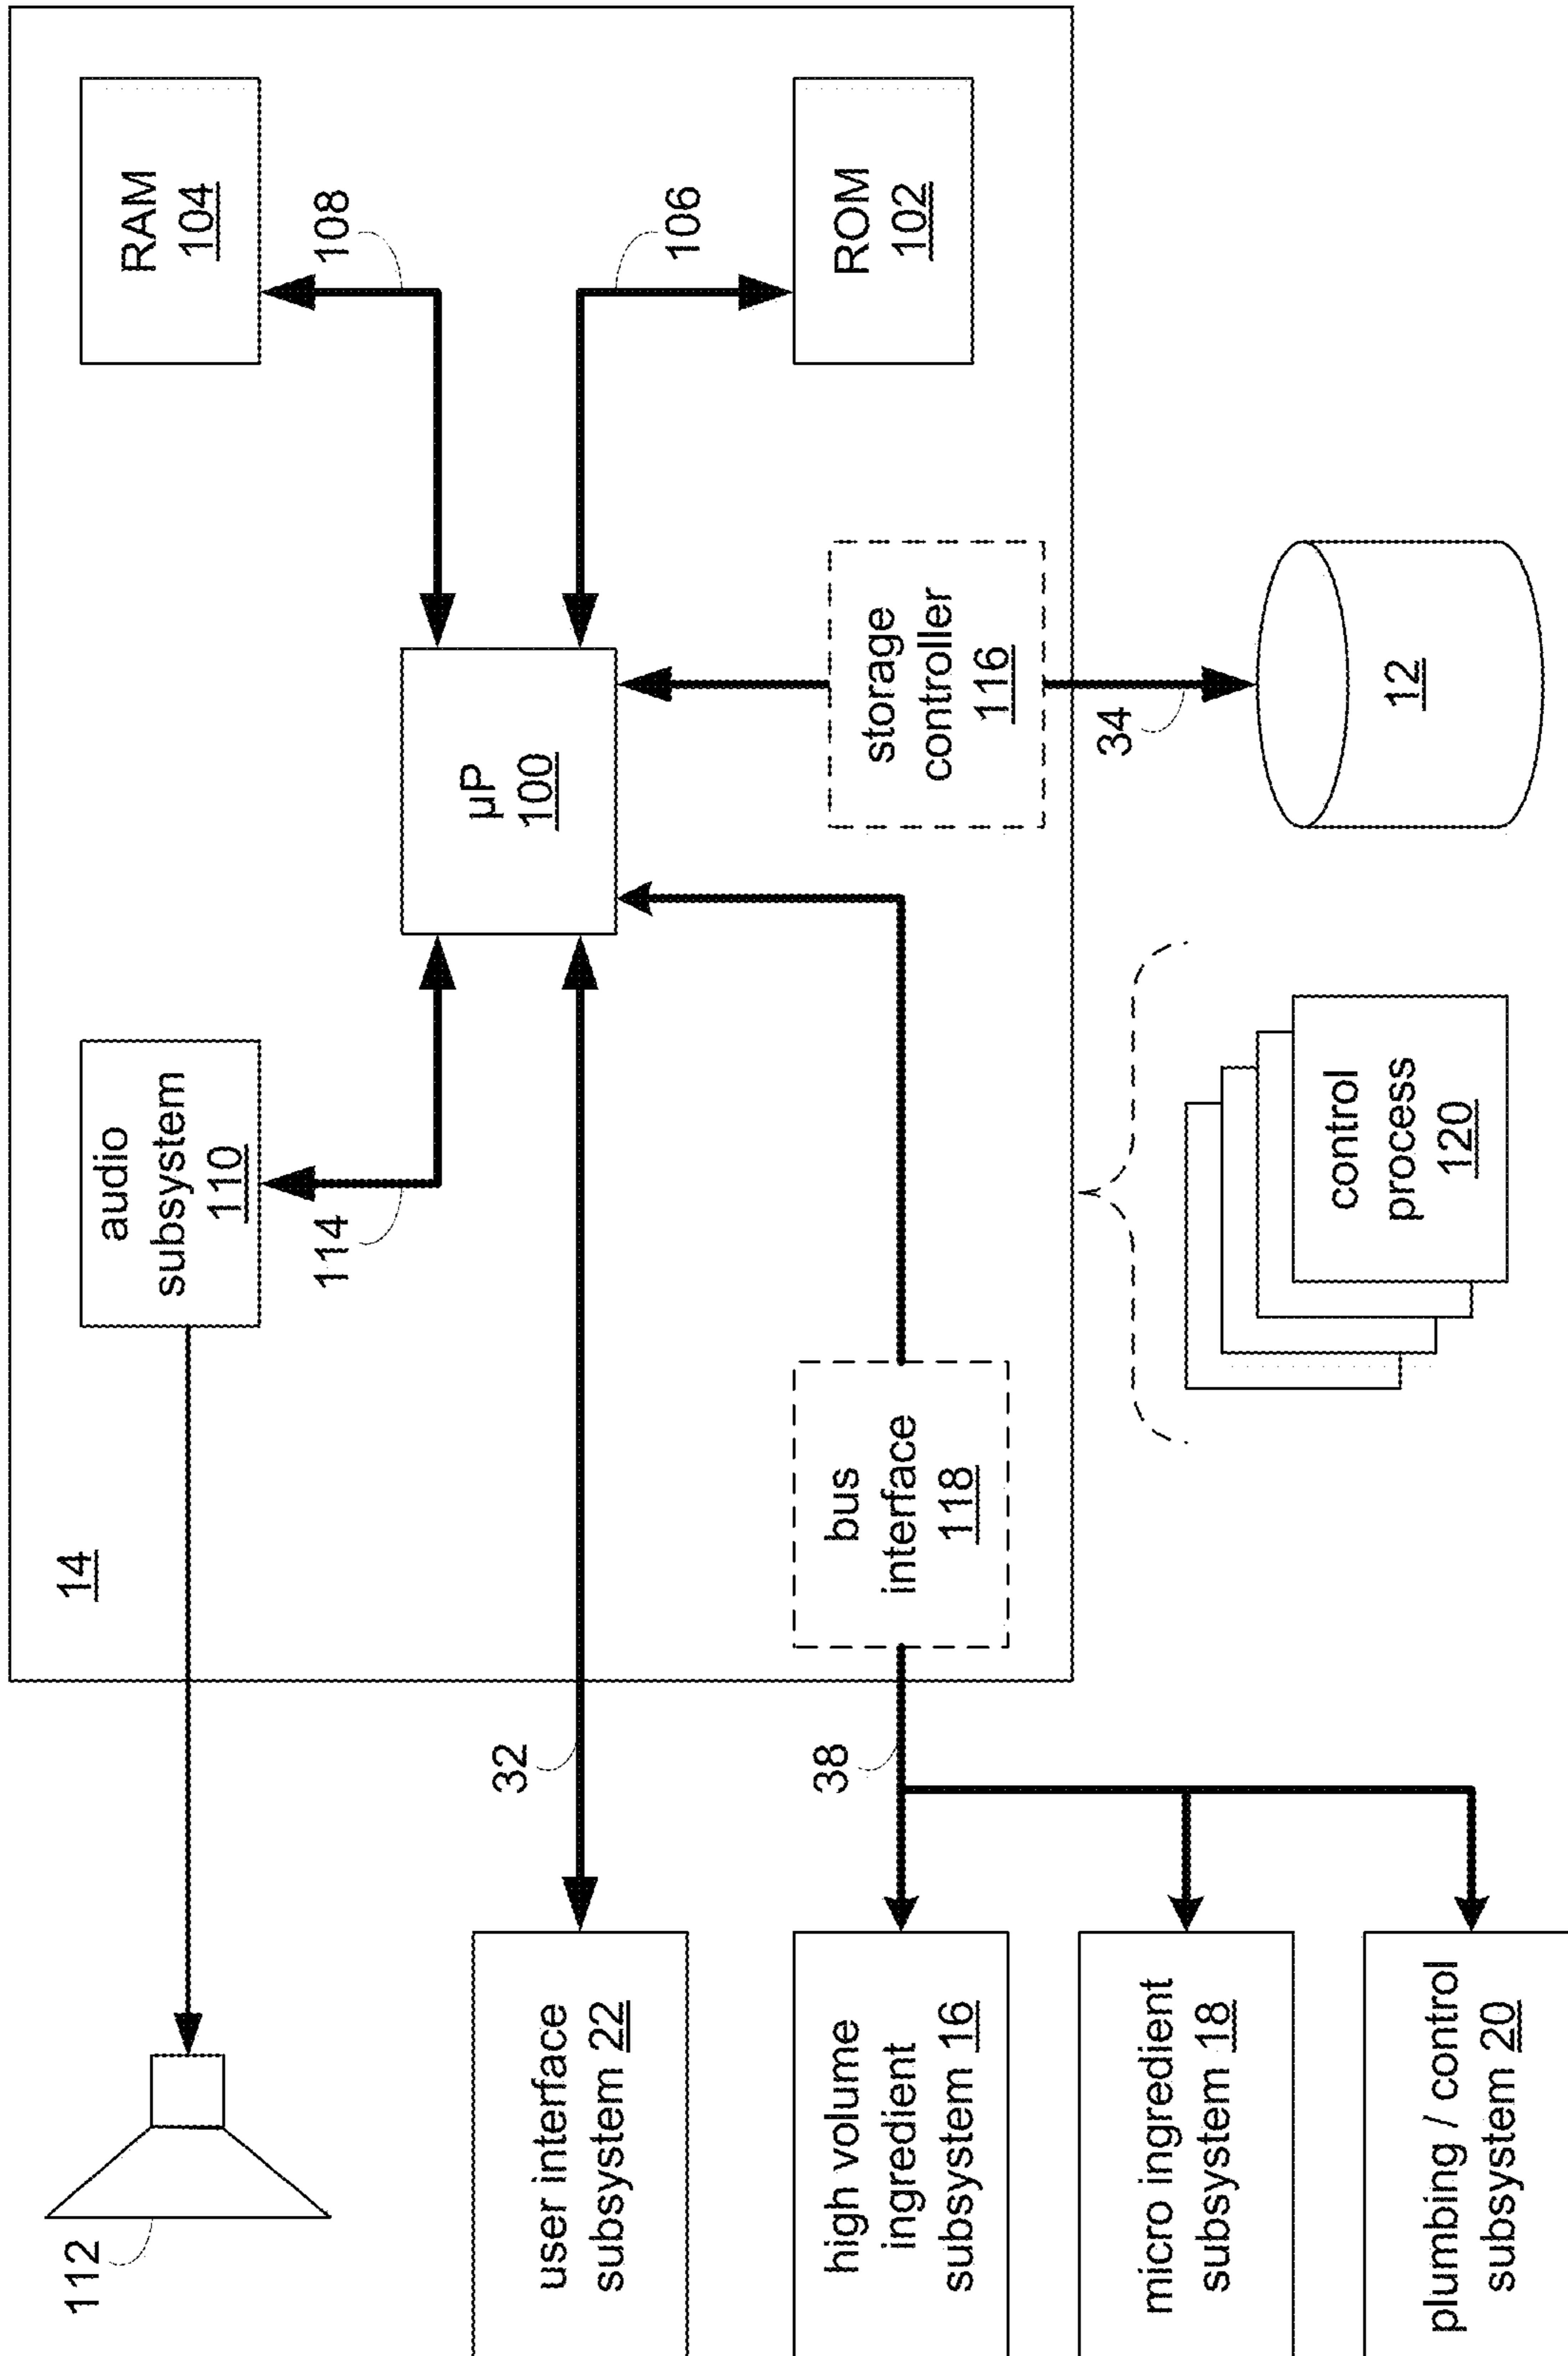 112
14
audio
subsystem
110
114
RAM
104
108
μP
100
106
ROM
102
user interface
subsystem 22
32
high volume
ingredient
subsystem 16
38
bus
interface
118
storage
controller
116
34
12
micro ingredient
subsystem 18
plumbing / control
subsystem 20
control
process
120